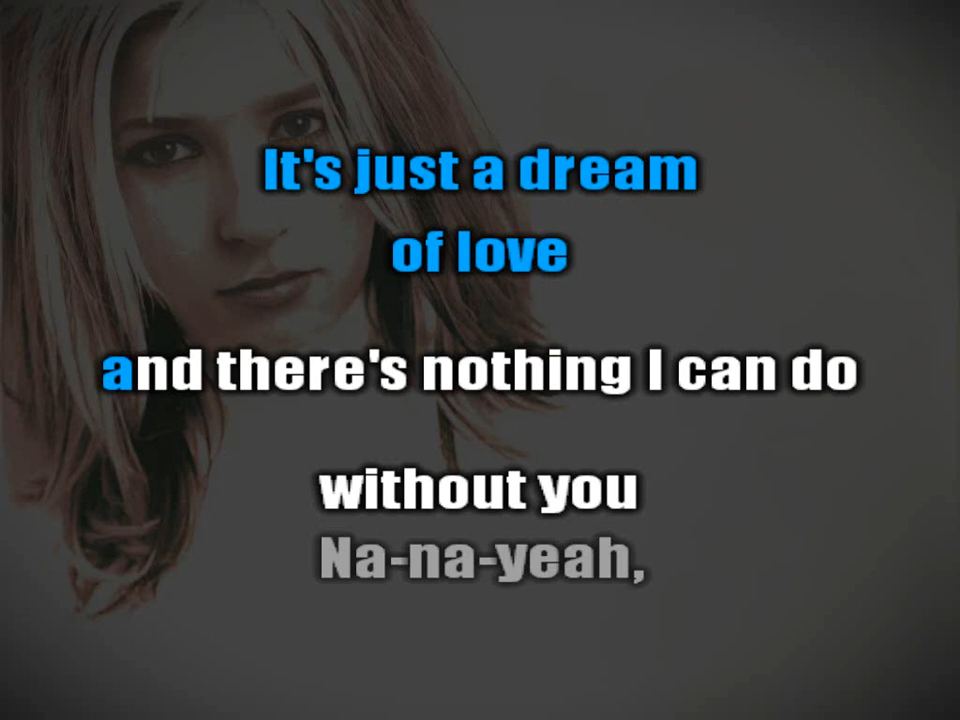 It's just a dream
of love
and there's nothing I can do
without you
Na-na-yeah,